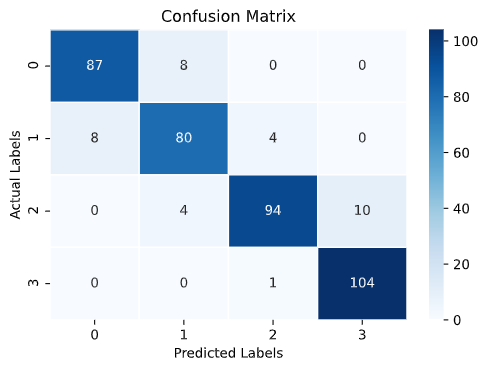 Confusion Matrix
Actual Labels
0 87 8 0 0
1 8 80 4 0
2 0 4 94 10
3 0 0 1 104
0 1 2 3
Predicted Labels
100
80
60
40
20
0